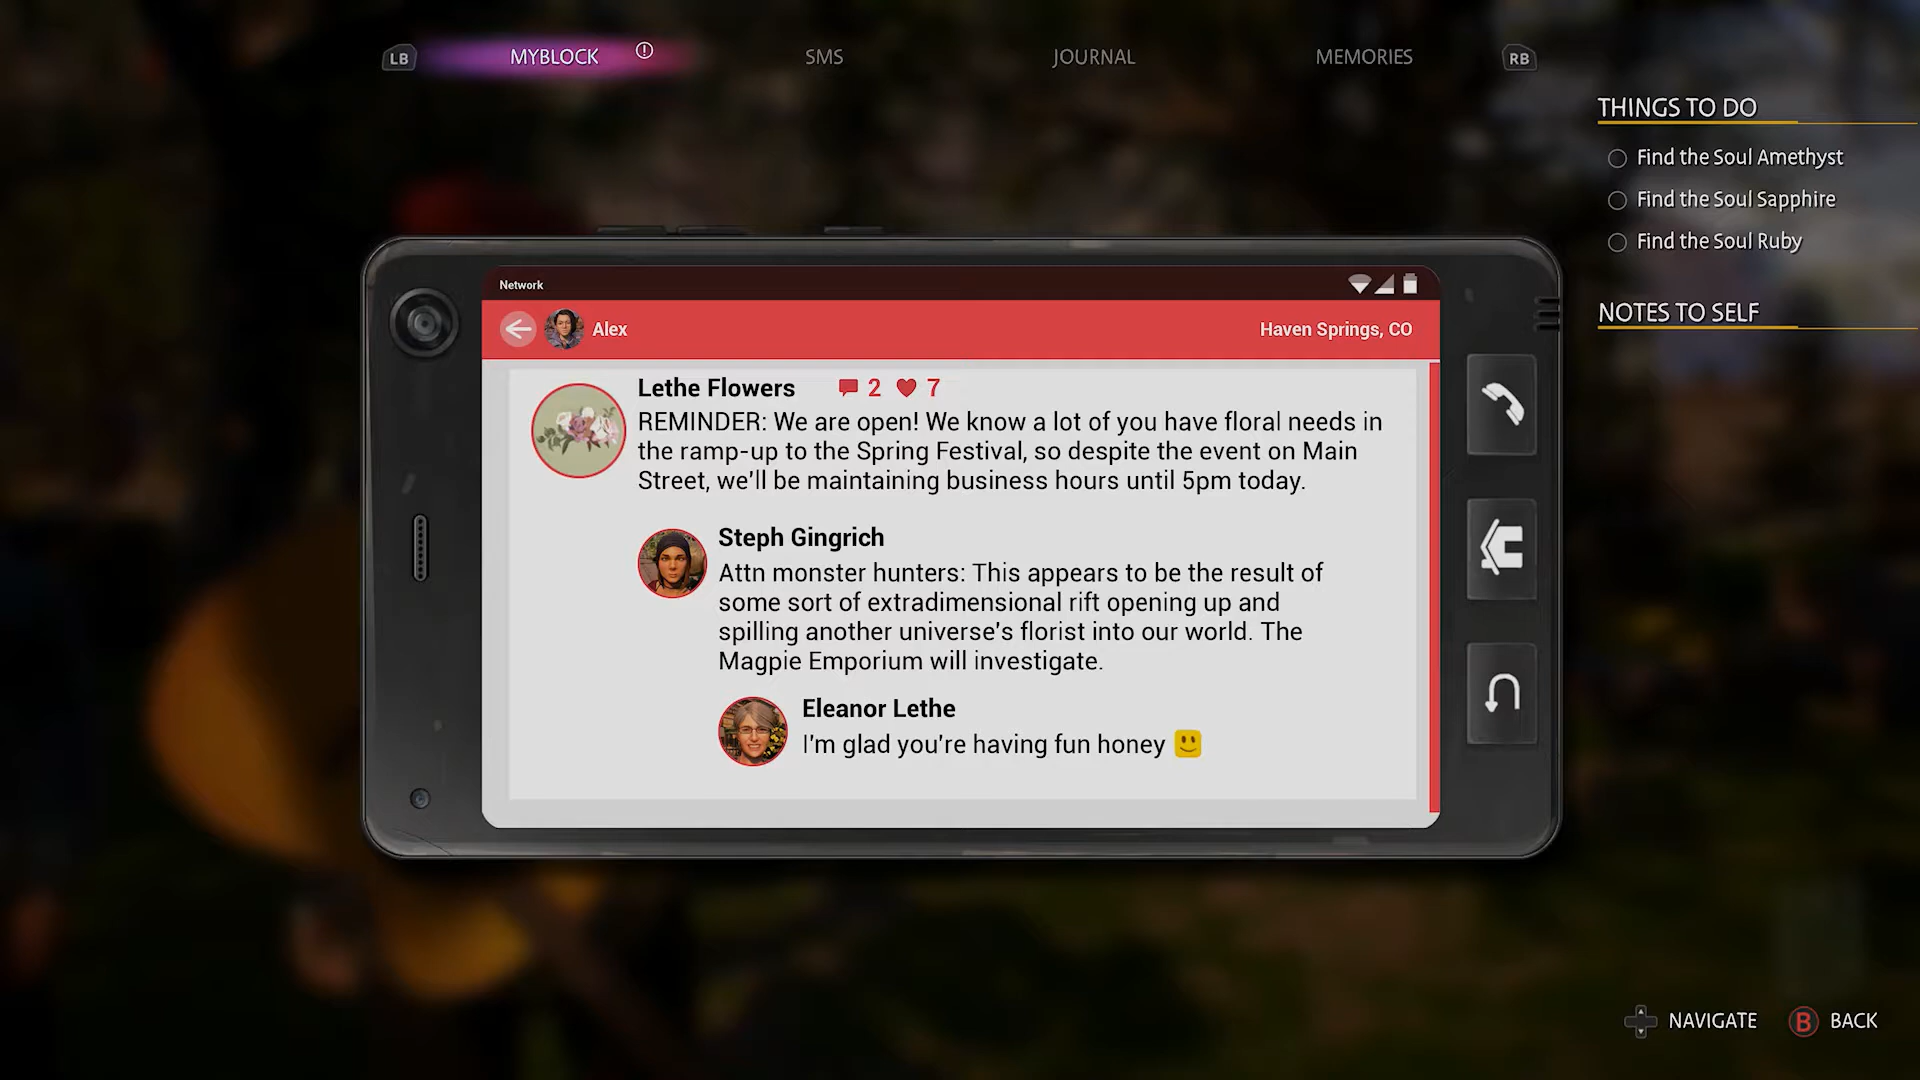 LB
MYBLOCK
SMS
JOURNAL
MEMORIES
RB
THINGS TO DO
Find the Soul Amethyst
Find the Soul Sapphire
Find the Soul Ruby
NOTES TO SELF
Network
Alex
Haven Springs, CO
Lethe Flowers 2 7
REMINDER: We are open! We know a lot of you have floral needs in
the ramp-up to the Spring Festival, so despite the event on Main
Street, we'll be maintaining business hours until 5pm today.
Steph Gingrich
Attn monster hunters: This appears to be the result of
some sort of extradimensional rift opening up and
spilling another universe's florist into our world. The
Magpie Emporium will investigate.
Eleanor Lethe
I'm glad you're having fun honey
NAVIGATE
B BACK